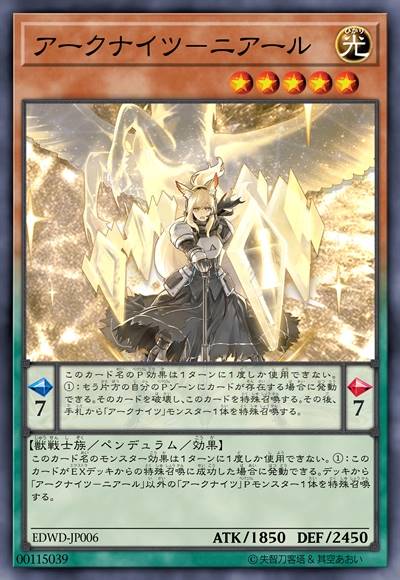 アークナイツーニアール
光
ひかり
このカード名のP効果は1ターンに1度しか使用できない。
①:もう片方の自分のPゾーンにカードが存在する場合に発動
できる。そのカードを破壊し、このカードを特殊召喚する。その後、
手札から「アークナイツ」モンスター1体を特殊召喚する。
7
7
【獣戦士族/ペンデュラム/効果】
このカード名のモンスター効果は1ターンに1度しか使用できない。①:この
カードがEXデッキからの特殊召喚に成功した場合に発動できる。デッキから
「アークナイツーニアール」以外の「アークナイツ」Pモンスター1体を特殊召喚
する。
EDWD-JP006
ATK/1850 DEF/2450
00115039
©失智刀客塔 & 其空あおい